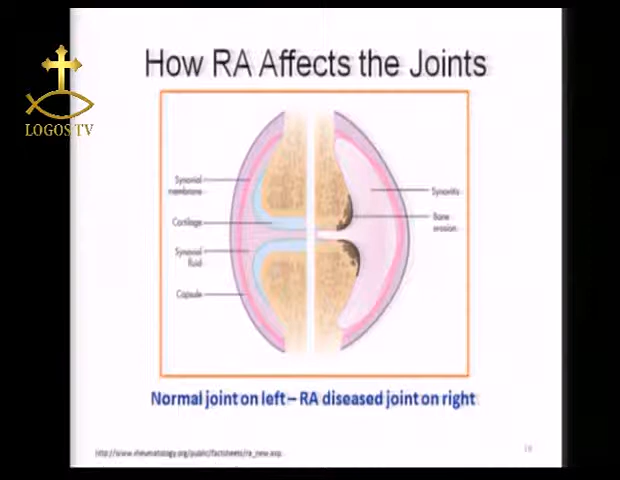 How RA Affects the Joints
LOGOS TV
Synovial
membrane
Cartilage
Synovial
fluid
Capsule
Synovitis
Bone
erosion
Normal joint on left – RA diseased joint on right
http://www.rheumatology.org/public/factsheets/ra_new.asp